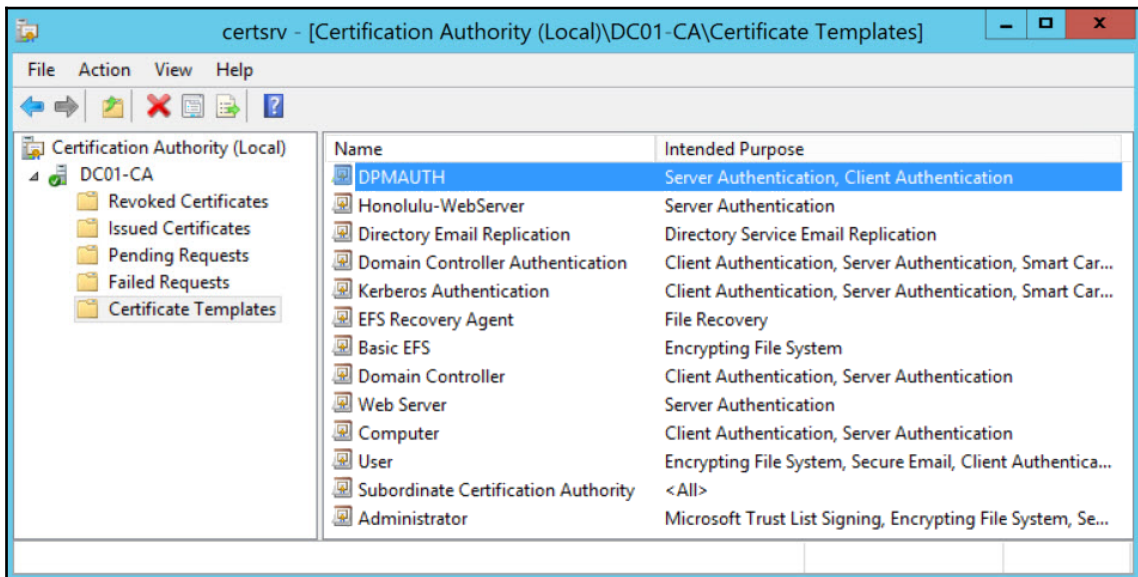 certsrv - [Certification Authority (Local)\DC01-CA\Certificate Templates]
File Action View Help
Certification Authority (Local)
DC01-CA
Revoked Certificates
Issued Certificates
Pending Requests
Failed Requests
Certificate Templates
Name Intended Purpose
DPMAUTH Server Authentication, Client Authentication
Honolulu-WebServer Server Authentication
Directory Email Replication Directory Service Email Replication
Domain Controller Authentication Client Authentication, Server Authentication, Smart Car...
Kerberos Authentication Client Authentication, Server Authentication, Smart Car...
EFS Recovery Agent File Recovery
Basic EFS Encrypting File System
Domain Controller Client Authentication, Server Authentication
Web Server Server Authentication
Computer Client Authentication, Server Authentication
User Encrypting File System, Secure Email, Client Authentica...
Subordinate Certification Authority <All>
Administrator Microsoft Trust List Signing, Encrypting File System, Se...